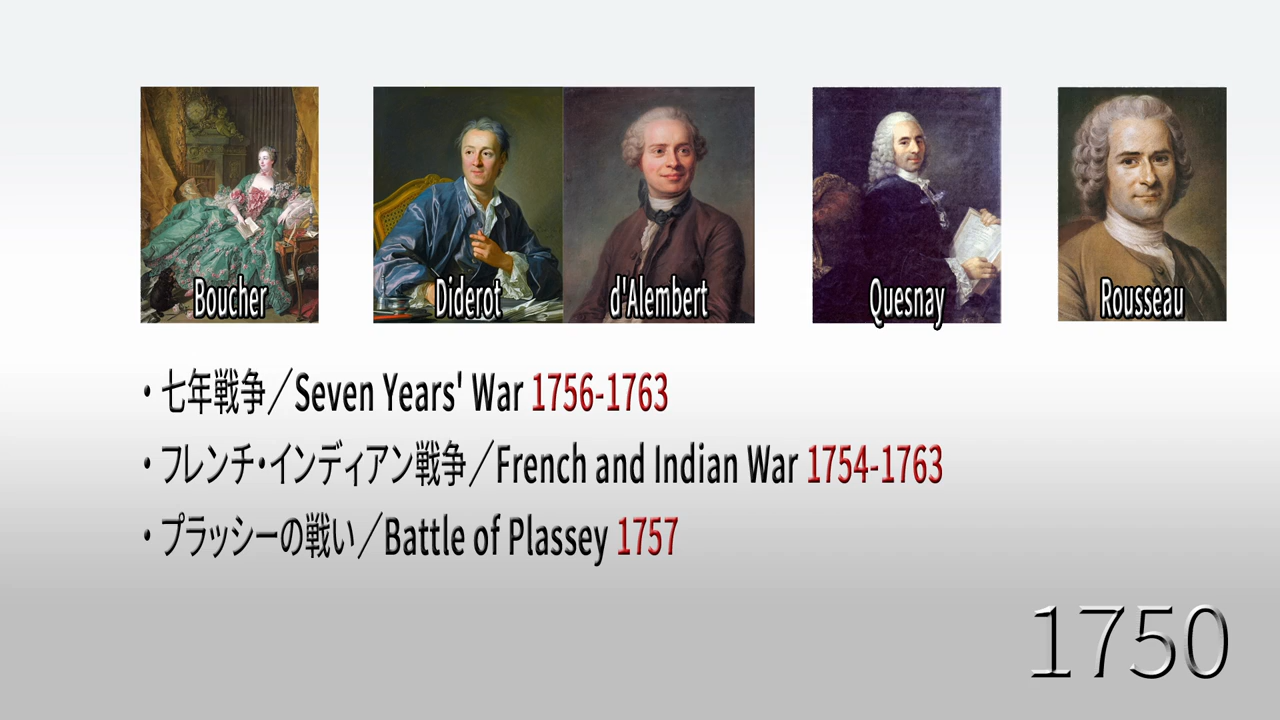 Boucher
Diderot
d'Alembert
Quesnay
Rousseau
・七年戦争／Seven Years' War 1756-1763
・フレンチ・インディアン戦争／French and Indian War 1754-1763
・プラッシーの戦い／Battle of Plassey 1757
1750